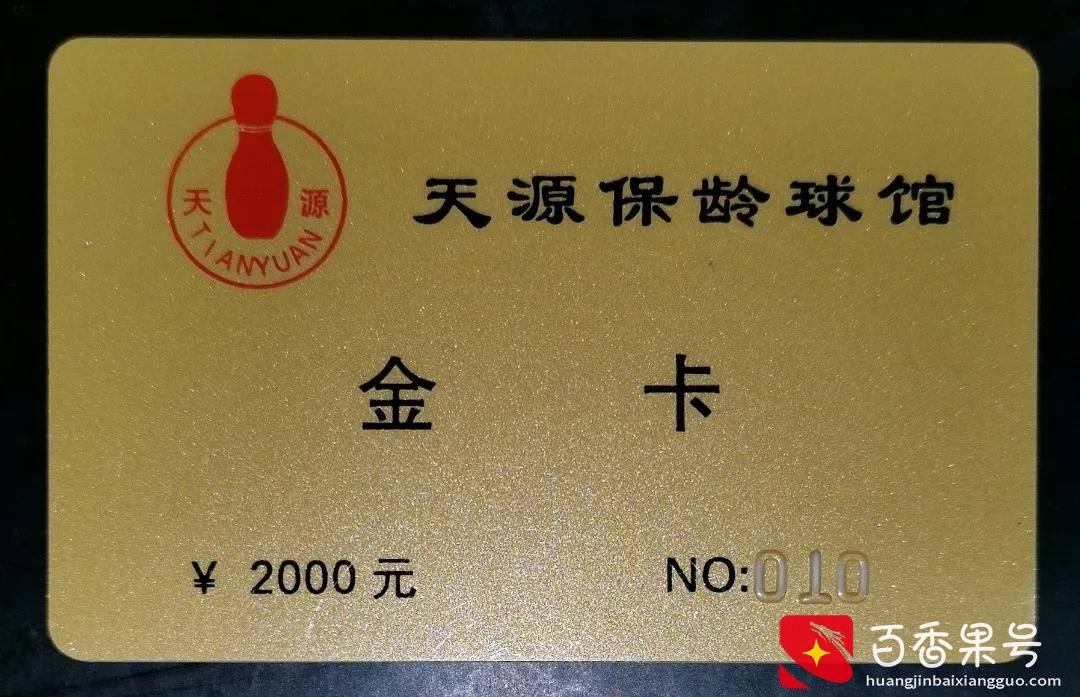 天源
TIANYUAN
天源保龄球馆
金 卡
¥ 2000 元
NO:010
百香果号
huangjinbaixiangguo.com